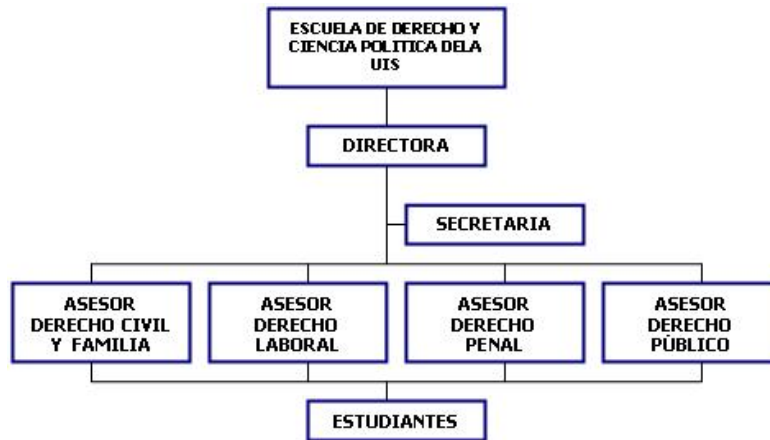 ESCUELA DE DERECHO Y
CIENCIA POLITICA DELA
UIS
DIRECTORA
SECRETARIA
ASESOR
DERECHO CIVIL
Y FAMILIA
ASESOR
DERECHO
LABORAL
ASESOR
DERECHO
PENAL
ASESOR
DERECHO
PÚBLICO
ESTUDIANTES